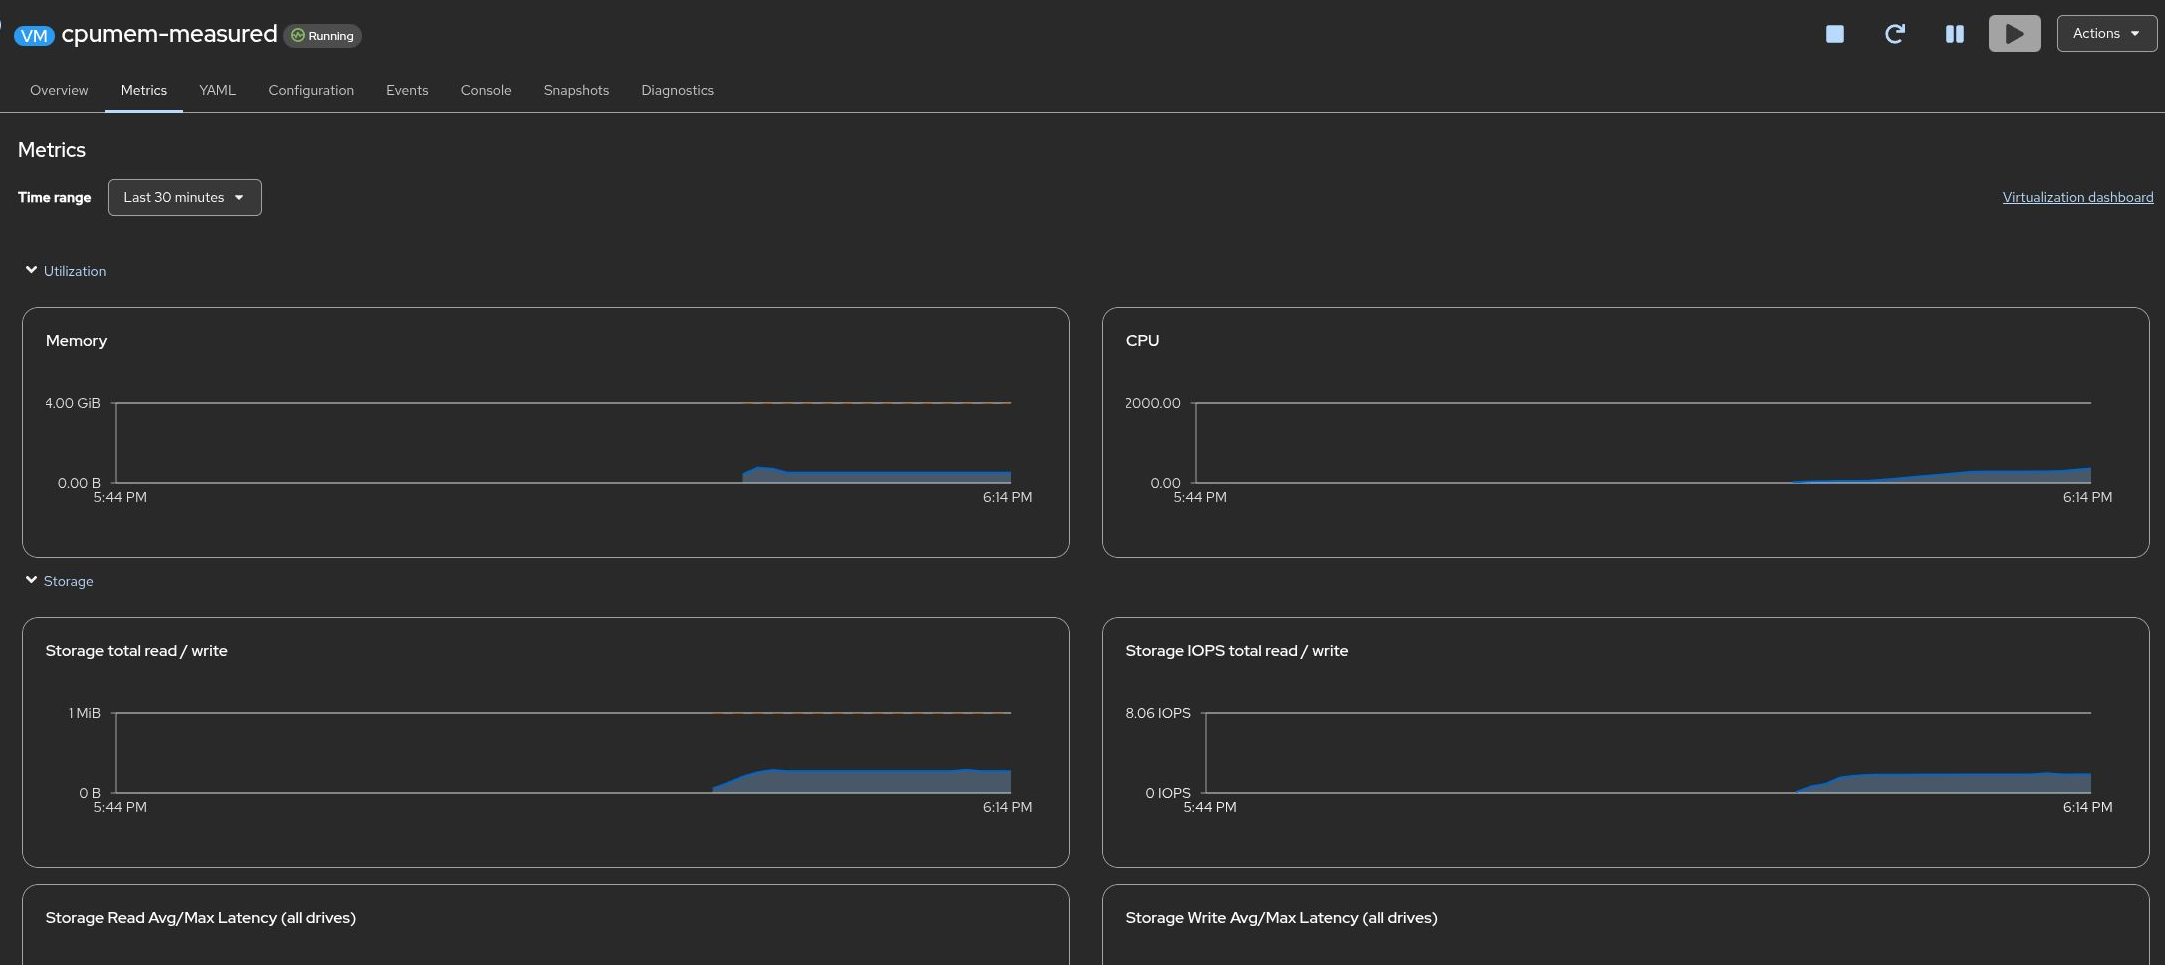 VM cpumem-measured Running
Actions
Overview Metrics YAML Configuration Events Console Snapshots Diagnostics
Metrics
Time range Last 30 minutes Virtualization dashboard
Utilization
Memory
4.00 GiB
0.00 B
5:44 PM 6:14 PM
CPU
2000.00
0.00
5:44 PM 6:14 PM
Storage
Storage total read / write
1 MiB
0 B
5:44 PM 6:14 PM
Storage IOPS total read / write
8.06 IOPS
0 IOPS
5:44 PM 6:14 PM
Storage Read Avg/Max Latency (all drives)
Storage Write Avg/Max Latency (all drives)